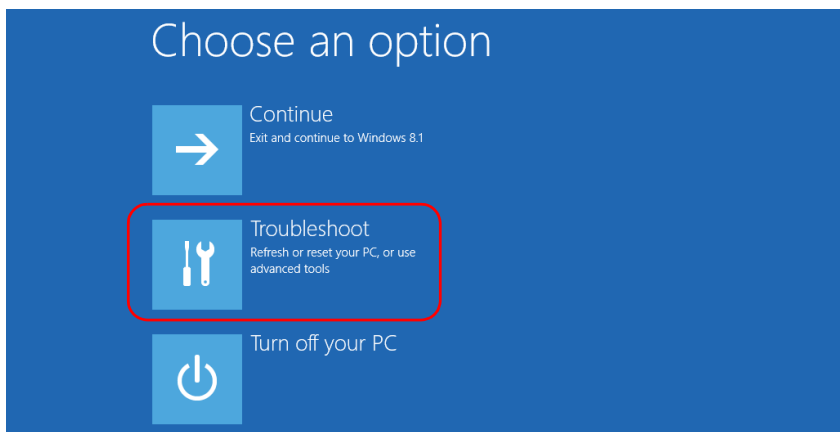 Choose an option
Continue
Exit and continue to Windows 8.1
Troubleshoot
Refresh or reset your PC, or use
advanced tools
Turn off your PC